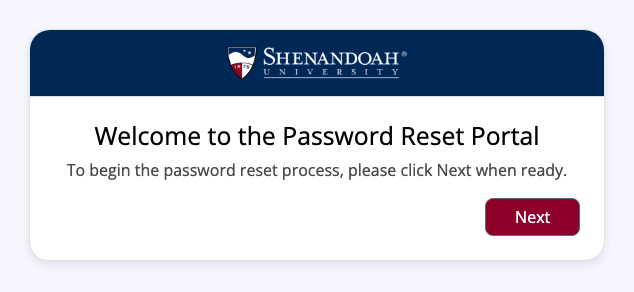 SHENANDOAH®
UNIVERSITY
Welcome to the Password Reset Portal
To begin the password reset process, please click Next when ready.
Next